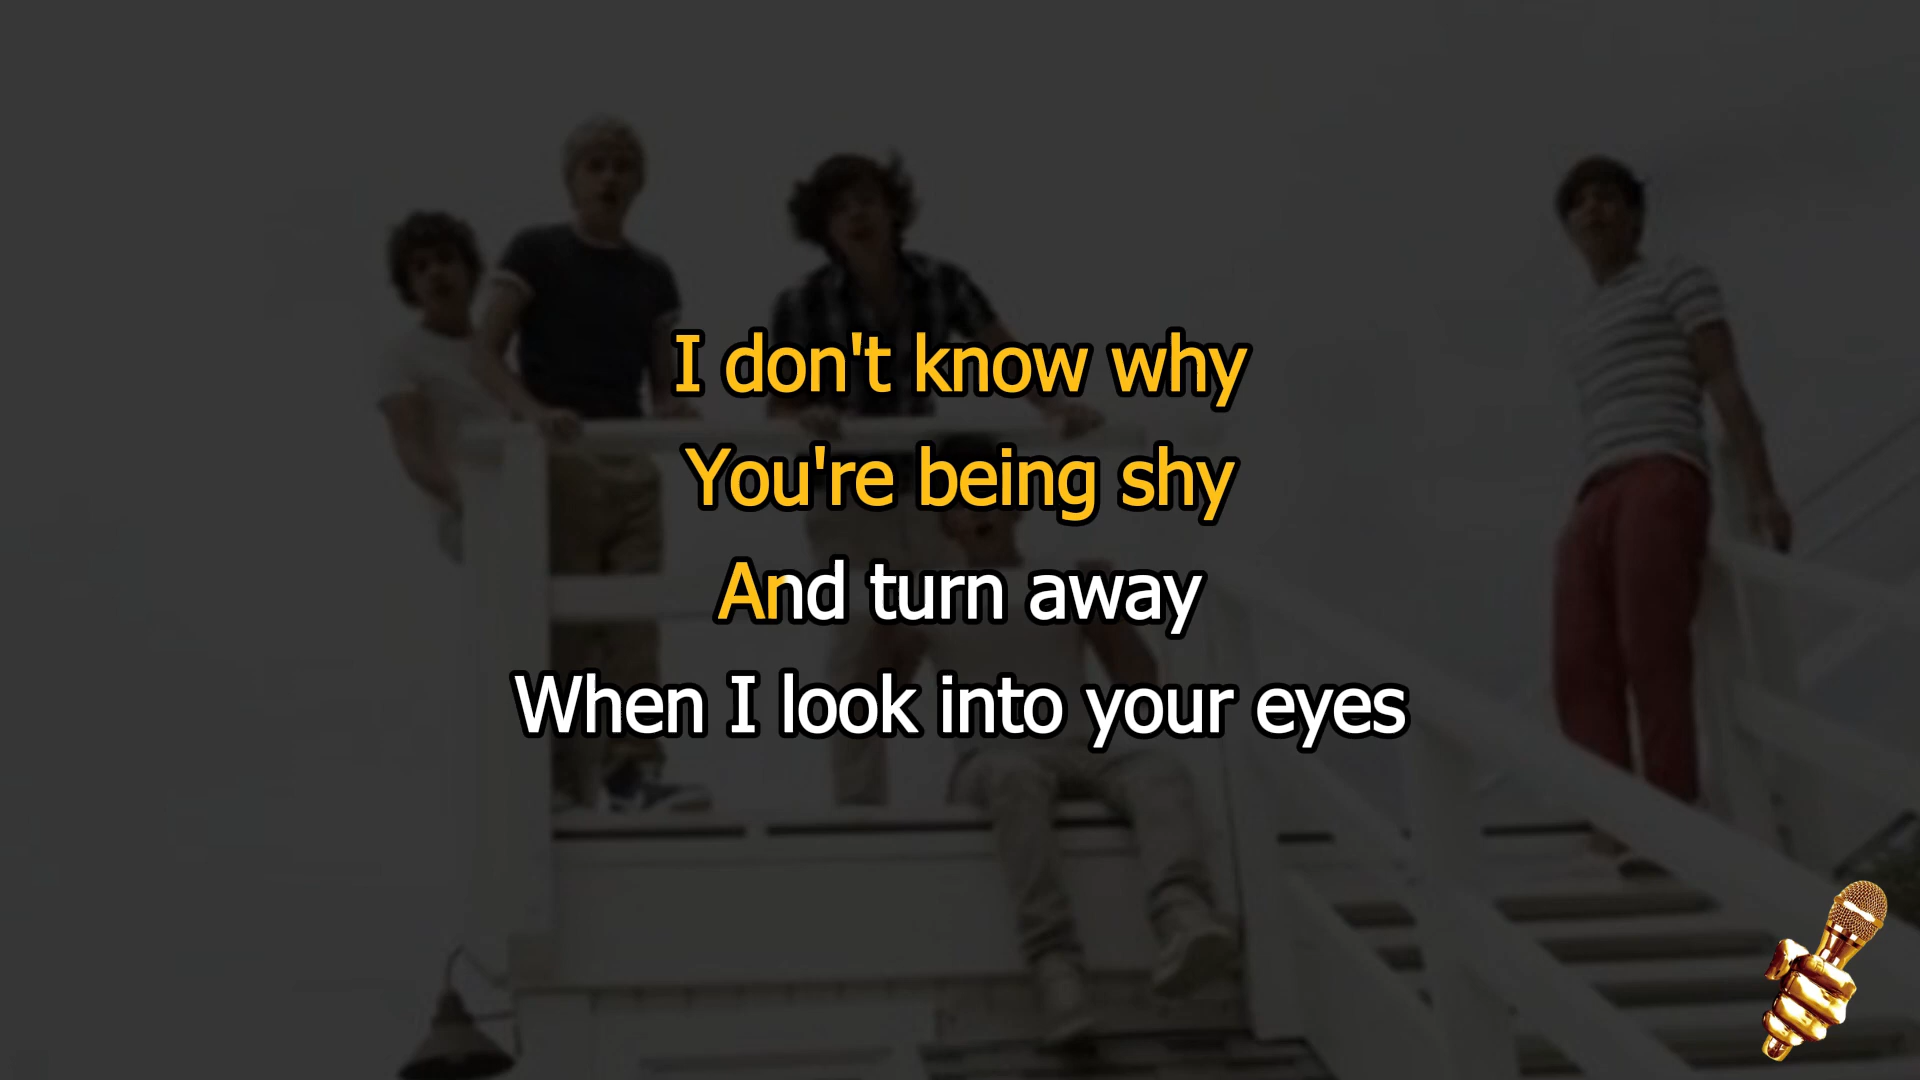 I don't know why
You're being shy
And turn away
When I look into your eyes